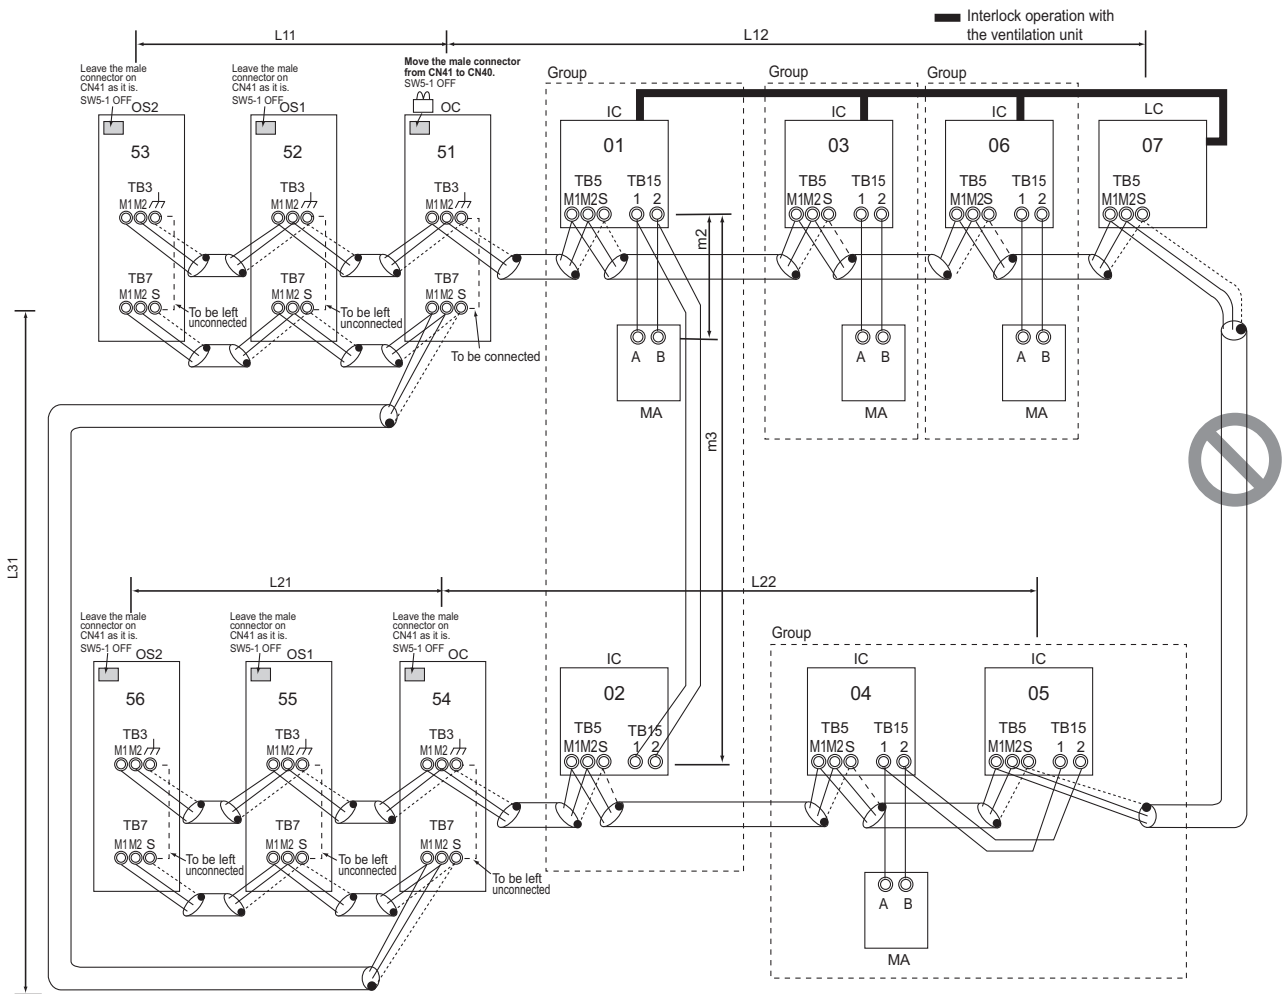 Interlock operation with
the ventilation unit
L11
L12
Leave the male
connector on
CN41 as it is.
SW5-1 OFF
OS2
Leave the male
connector on
CN41 as it is.
SW5-1 OFF
OS1
Move the male connector
from CN41 to CN40.
SW5-1 OFF
OC
Group
Group
Group
IC
IC
IC
LC
53
52
51
01
03
06
07
TB3
TB3
TB3
TB5 TB15
TB5 TB15
TB5 TB15
TB5
M1 M2
M1 M2
M1 M2
M1 M2 S 1 2
M1 M2 S 1 2
M1 M2 S 1 2
M1 M2 S
m2
TB7
TB7
TB7
M1 M2 S
M1 M2 S
M1 M2 S
To be left
unconnected
To be left
unconnected
To be connected
A B
A B
A B
MA
MA
MA
m3
L31
L21
L22
Leave the male
connector on
CN41 as it is.
SW5-1 OFF
OS2
Leave the male
connector on
CN41 as it is.
SW5-1 OFF
OS1
Leave the male
connector on
CN41 as it is.
SW5-1 OFF
OC
Group
IC
IC
IC
56
55
54
02
04
05
TB3
TB3
TB3
TB5 TB15
TB5 TB15
TB5 TB15
M1 M2
M1 M2
M1 M2
M1 M2 S 1 2
M1 M2 S 1 2
M1 M2 S 1 2
TB7
TB7
TB7
M1 M2 S
M1 M2 S
M1 M2 S
To be left
unconnected
To be left
unconnected
To be left
unconnected
A B
MA